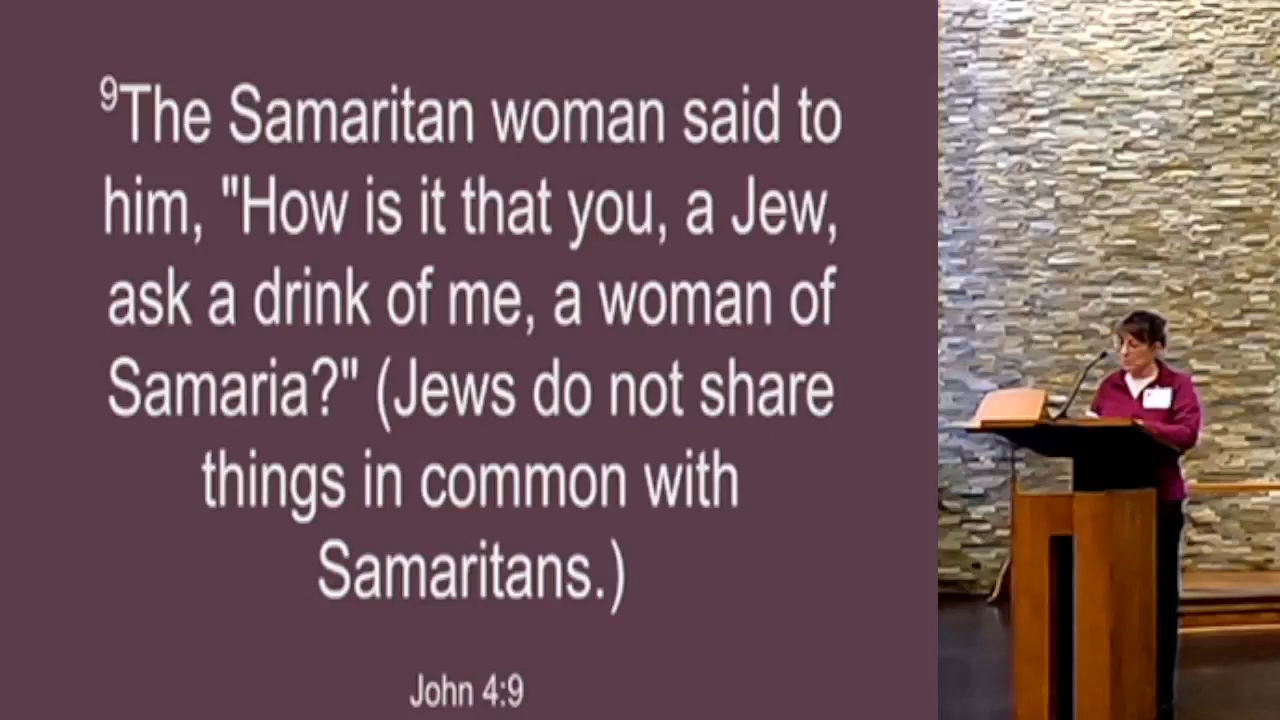 ⁹The Samaritan woman said to
him, "How is it that you, a Jew,
ask a drink of me, a woman of
Samaria?" (Jews do not share
things in common with
Samaritans.)
John 4:9